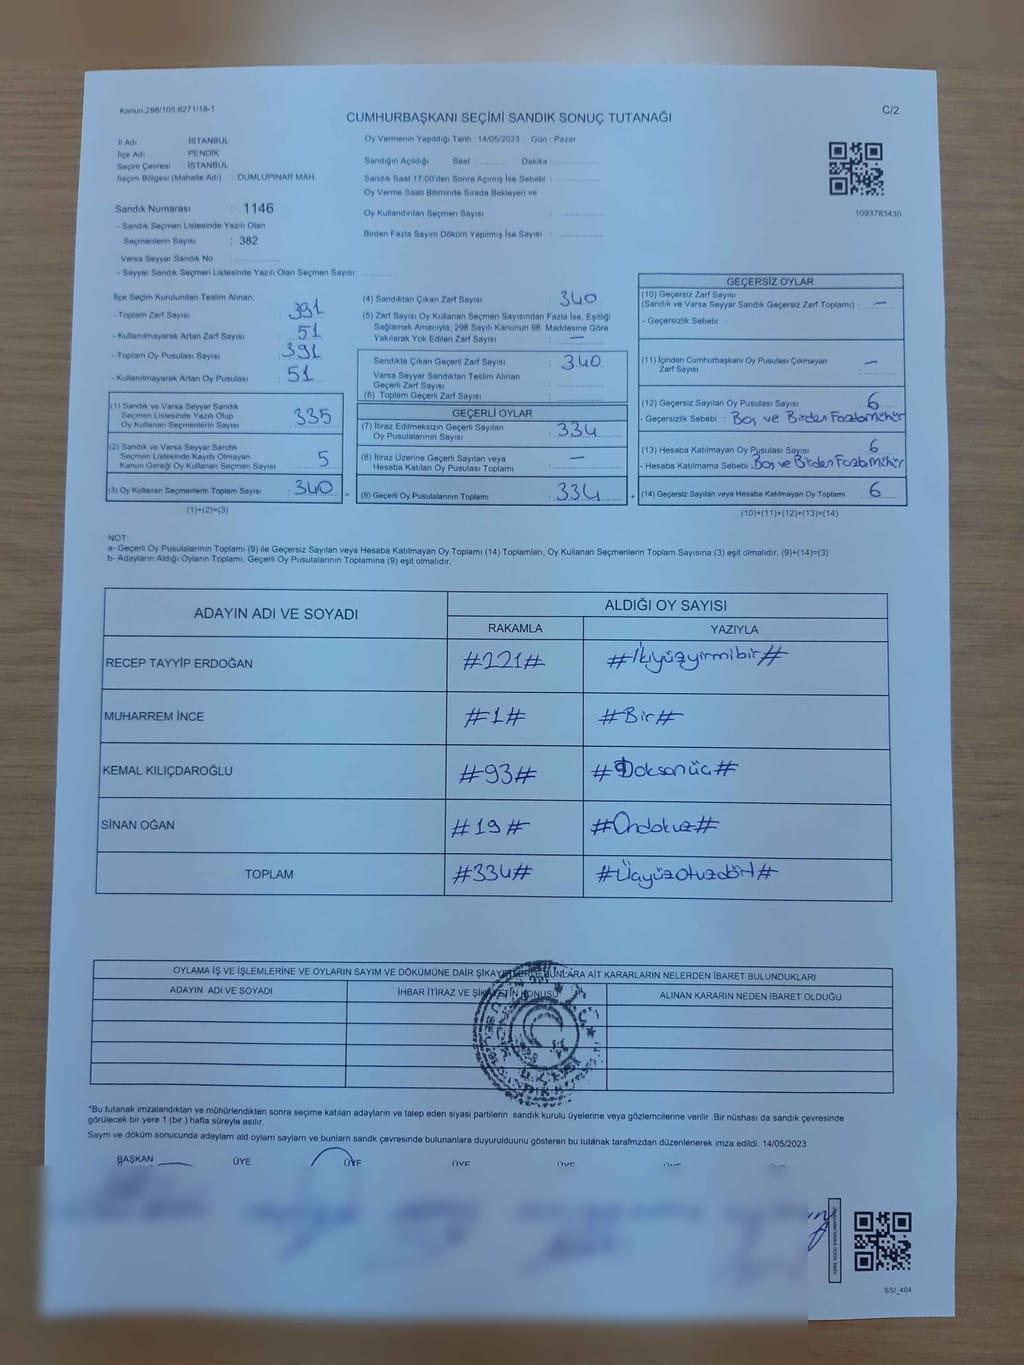 Kanun:298/105,6271/18-1
C/2
CUMHURBAŞKANI SEÇİMİ SANDIK SONUÇ TUTANAĞI
İl Adı İSTANBUL
İlçe Adı PENDİK
Seçim Çevresi İSTANBUL
Seçim Bölgesi (Mahalle Adı) : DUMLUPINAR MAH.
Sandık Numarası : 1146
- Sandık Seçmen Listesinde Yazılı Olan
Seçmenlerin Sayısı : 382
Varsa Seyyar Sandık No :
- Seyyar Sandık Seçmen Listesinde Yazılı Olan Seçmen Sayısı:
Oy Vermenin Yapıldığı Tarih : 14/05/2023 Gün : Pazar
Sandığın Açıldığı Saat Dakika :
Sandık Saat 17:00'den Sonra Açılmış İse Sebebi :
Oy Verme Saati Bitiminde Sırada Bekleyen ve
Oy Kullandırılan Seçmen Sayısı :
Birden Fazla Sayım Döküm Yapılmış İse Sayısı :
1093783430
İlçe Seçim Kurulundan Teslim Alınan;
- Toplam Zarf Sayısı : 391
- Kullanılmayarak Artan Zarf Sayısı : 51
- Toplam Oy Pusulası Sayısı : 391
- Kullanılmayarak Artan Oy Pusulası : 51
(1) Sandık ve Varsa Seyyar Sandık
Seçmen Listesinde Yazılı Olup
Oy Kullanan Seçmenlerin Sayısı : 335
(2) Sandık ve Varsa Seyyar Sandık
Seçmen Listesinde Kayıtlı Olmayan
Kanun Gereği Oy Kullanan Seçmen Sayısı : 5
(3) Oy Kullanan Seçmenlerin Toplam Sayısı : 340 =
(1)+(2)=(3)
(4) Sandıktan Çıkan Zarf Sayısı : 340
(5) Zarf Sayısı Oy Kullanan Seçmen Sayısından Fazla İse, Eşitliği
Sağlamak Amacıyla; 298 Sayılı Kanunun 98. Maddesine Göre
Yakılarak Yok Edilen Zarf Sayısı : —
Sandıkta Çıkan Geçerli Zarf Sayısı : 340
Varsa Seyyar Sandıktan Teslim Alınan
Geçerli Zarf Sayısı :
(6) Toplam Geçerli Zarf Sayısı :
GEÇERLİ OYLAR
(7) İtiraz Edilmeksizin Geçerli Sayılan
Oy Pusulalarının Sayısı : 334
(8) İtiraz Üzerine Geçerli Sayılan veya
Hesaba Katılan Oy Pusulası Toplamı : —
(9) Geçerli Oy Pusulalarının Toplamı : 334 +
GEÇERSİZ OYLAR
(10) Geçersiz Zarf Sayısı
(Sandık ve Varsa Seyyar Sandık Geçersiz Zarf Toplamı) : —
- Geçersizlik Sebebi :
(11) İçinden Cumhurbaşkanı Oy Pusulası Çıkmayan
Zarf Sayısı : —
(12) Geçersiz Sayılan Oy Pusulası Sayısı : 6
- Geçersizlik Sebebi : Boş ve Birden Fazla Mühür
(13) Hesaba Katılmayan Oy Pusulası Sayısı : 6
- Hesaba Katılmama Sebebi : Boş ve Birden Fazla Mühür
(14) Geçersiz Sayılan veya Hesaba Katılmayan Oy Toplamı : 6
(10)+(11)+(12)+(13)=(14)
NOT:
a- Geçerli Oy Pusulalarının Toplamı (9) ile Geçersiz Sayılan veya Hesaba Katılmayan Oy Toplamı (14) Toplamları, Oy Kullanan Seçmenlerin Toplam Sayısına (3) eşit olmalıdır. (9)+(14)=(3)
b- Adayların Aldığı Oyların Toplamı, Geçerli Oy Pusulalarının Toplamına (9) eşit olmalıdır.
ADAYIN ADI VE SOYADI
ALDIĞI OY SAYISI
RAKAMLA YAZIYLA
RECEP TAYYİP ERDOĞAN #221# #İkiyüzyirmibir#
MUHARREM İNCE #1# #Bir#
KEMAL KILIÇDAROĞLU #93# #Doksanüç#
SİNAN OĞAN #19# #Ondokuz#
TOPLAM #334# #Üçyüzotuzdört#
OYLAMA İŞ VE İŞLEMLERİNE VE OYLARIN SAYIM VE DÖKÜMÜNE DAİR ŞİKAYETLERLE BUNLARA AİT KARARLARIN NELERDEN İBARET BULUNDUKLARI
ADAYIN ADI VE SOYADI İHBAR İTİRAZ VE ŞİKAYETİN KONUSU ALINAN KARARIN NEDEN İBARET OLDUĞU
*Bu tutanak imzalandıktan ve mühürlendikten sonra seçime katılan adayların ve talep eden siyasi partilerin sandık kurulu üyelerine veya gözlemcilerine verilir .Bir nüshası da sandık çevresinde
görülecek bir yere 1 (bir ) hafta süreyle asılır.
Sayım ve döküm sonucunda adayların ald oyların sayların ve bunların sandk çevresinde bulunanlara duyurulduunu gösteren bu tutanak tarafmzdan düzenlenerek imza edildi. 14/05/2023
BAŞKAN ÜYE ÜYE ÜYE ÜYE
SS1_404